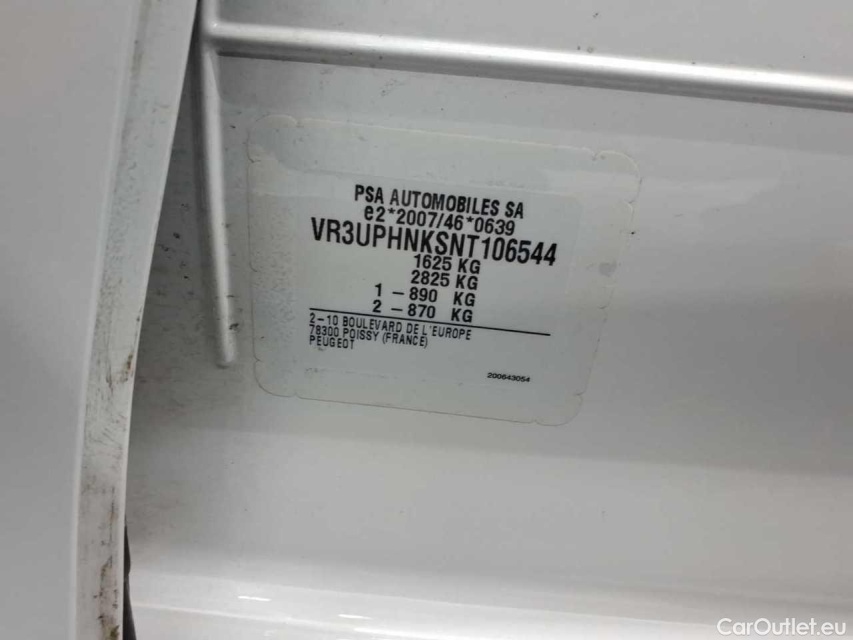 PSA AUTOMOBILES SA
e2*2007/46*0639
VR3UPHNKSNT106544
1625 KG
2825 KG
1 – 890 KG
2 – 870 KG
2–10 BOULEVARD DE L'EUROPE
78300 POISSY (FRANCE)
PEUGEOT
200643054
CarOutlet.eu